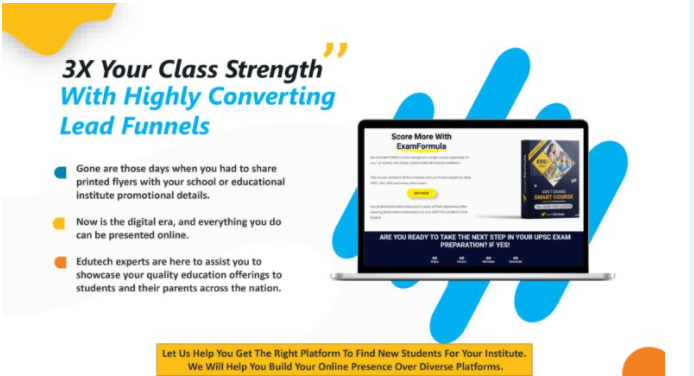 3X Your Class Strength”
With Highly Converting
Lead Funnels
Gone are those days when you had to share
printed flyers with your school or educational
institute promotional details.
Now is the digital era, and everything you do
can be presented online.
Edutech experts are here to assist you to
showcase your quality education offerings to
students and their parents across the nation.
Score More With
ExamFormula
BUY NOW
SMART COURSE
ARE YOU READY TO TAKE THE NEXT STEP IN YOUR UPSC EXAM
PREPARATION? IF YES!
00 00 00 00
Let Us Help You Get The Right Platform To Find New Students For Your Institute.
We Will Help You Build Your Online Presence Over Diverse Platforms.